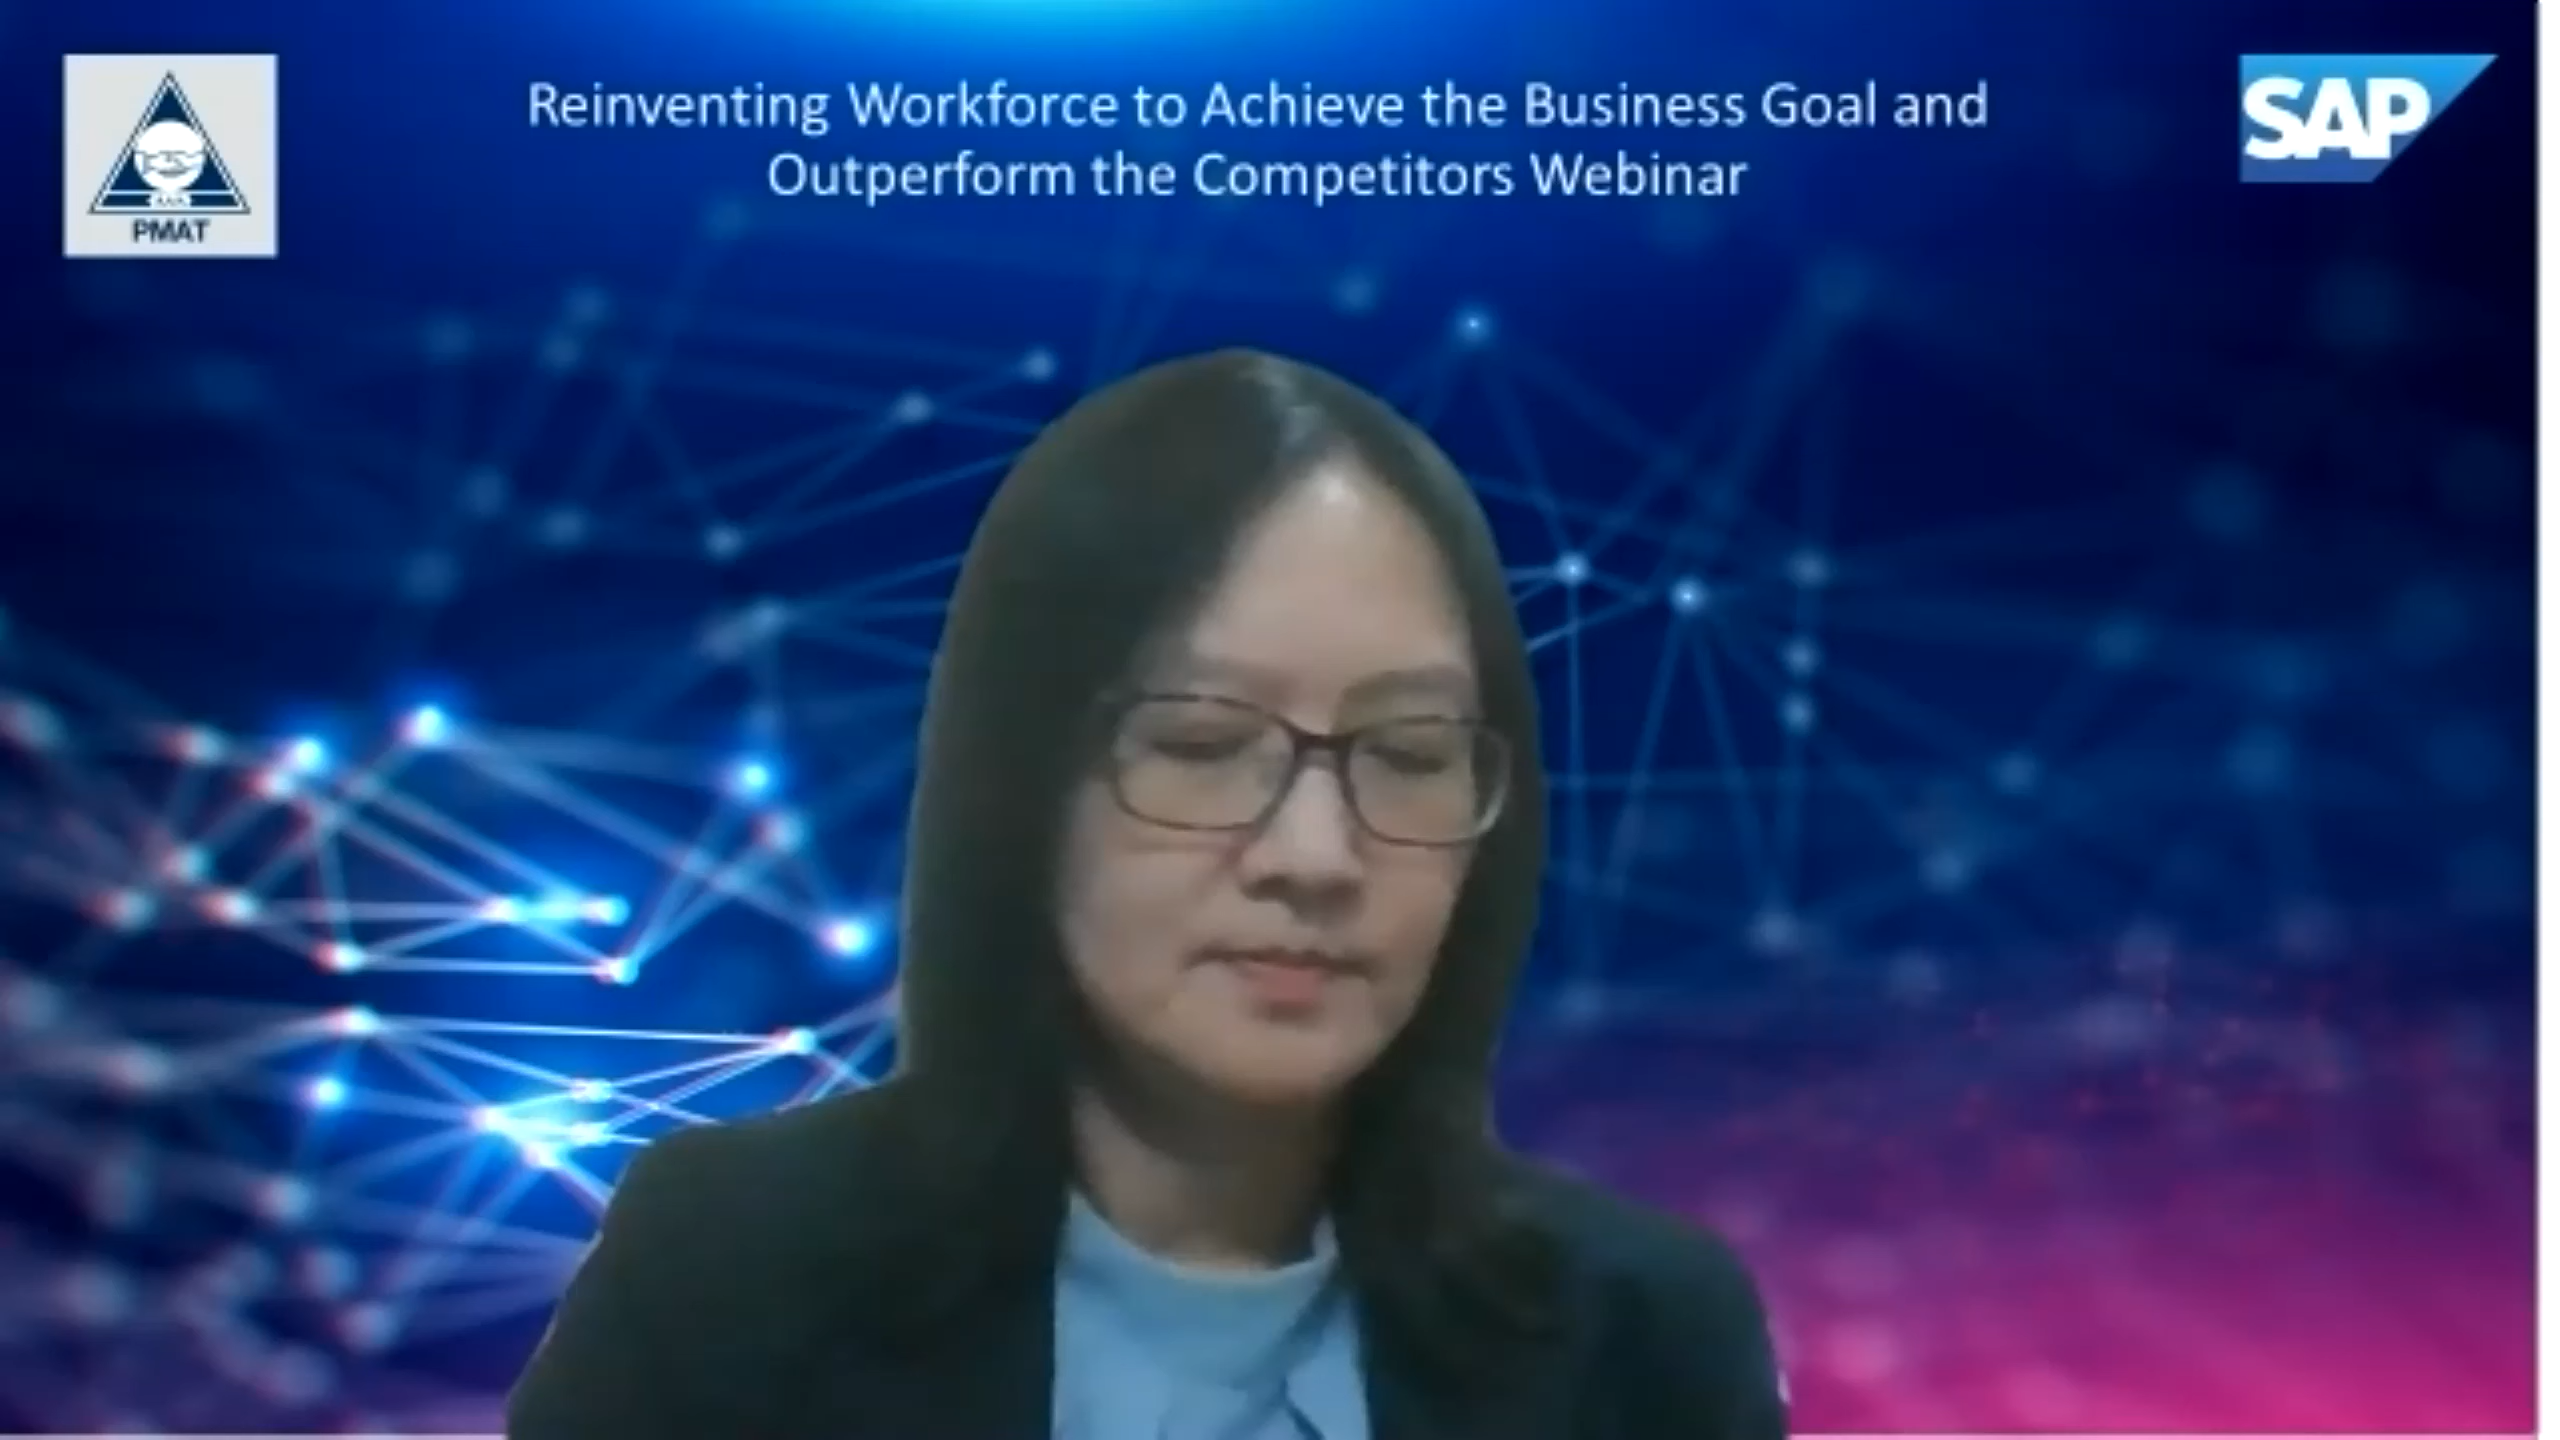 Reinventing Workforce to Achieve the Business Goal and
Outperform the Competitors Webinar
PMAT
SAP